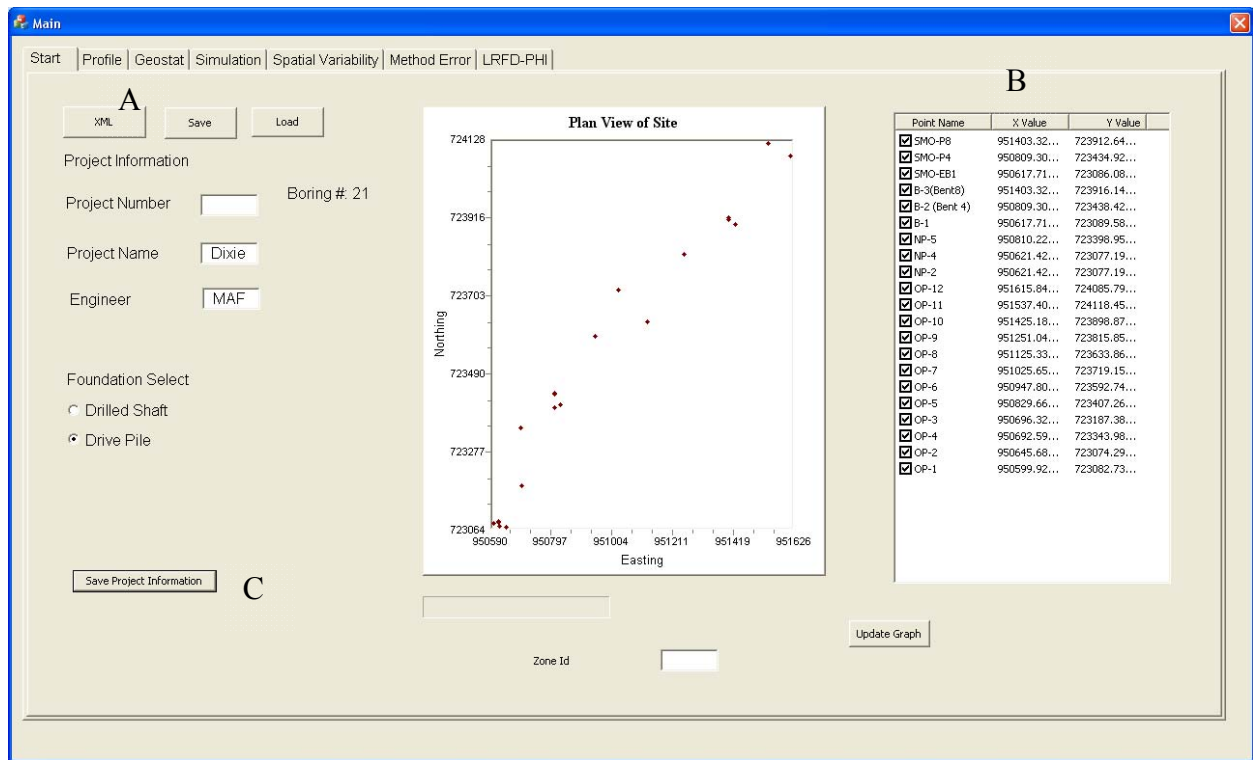 Main
Start Profile Geostat Simulation Spatial Variability Method Error LRFD-PHI
A
XML Save Load
Project Information
Project Number
Boring #: 21
Project Name Dixie
Engineer MAF
Foundation Select
Drilled Shaft
Drive Pile
Save Project Information
C
Plan View of Site
724128
723916
723703
723490
723277
723064
Northing
950590 950797 951004 951211 951419 951626
Easting
Zone Id
B
Point Name X Value Y Value
SMO-P8 951403.32... 723912.64...
SMO-P4 950809.30... 723434.92...
SMO-EB1 950617.71... 723086.08...
B-3(Bent8) 951403.32... 723916.14...
B-2 (Bent 4) 950809.30... 723438.42...
B-1 950617.71... 723089.58...
NP-5 950810.22... 723398.95...
NP-4 950621.42... 723077.19...
NP-2 950621.42... 723077.19...
OP-12 951615.84... 724085.79...
OP-11 951537.40... 724118.45...
OP-10 951425.18... 723898.87...
OP-9 951251.04... 723815.85...
OP-8 951125.33... 723633.86...
OP-7 951025.65... 723719.15...
OP-6 950947.80... 723592.74...
OP-5 950829.66... 723407.26...
OP-3 950696.32... 723187.38...
OP-4 950692.59... 723343.98...
OP-2 950645.68... 723074.29...
OP-1 950599.92... 723082.73...
Update Graph